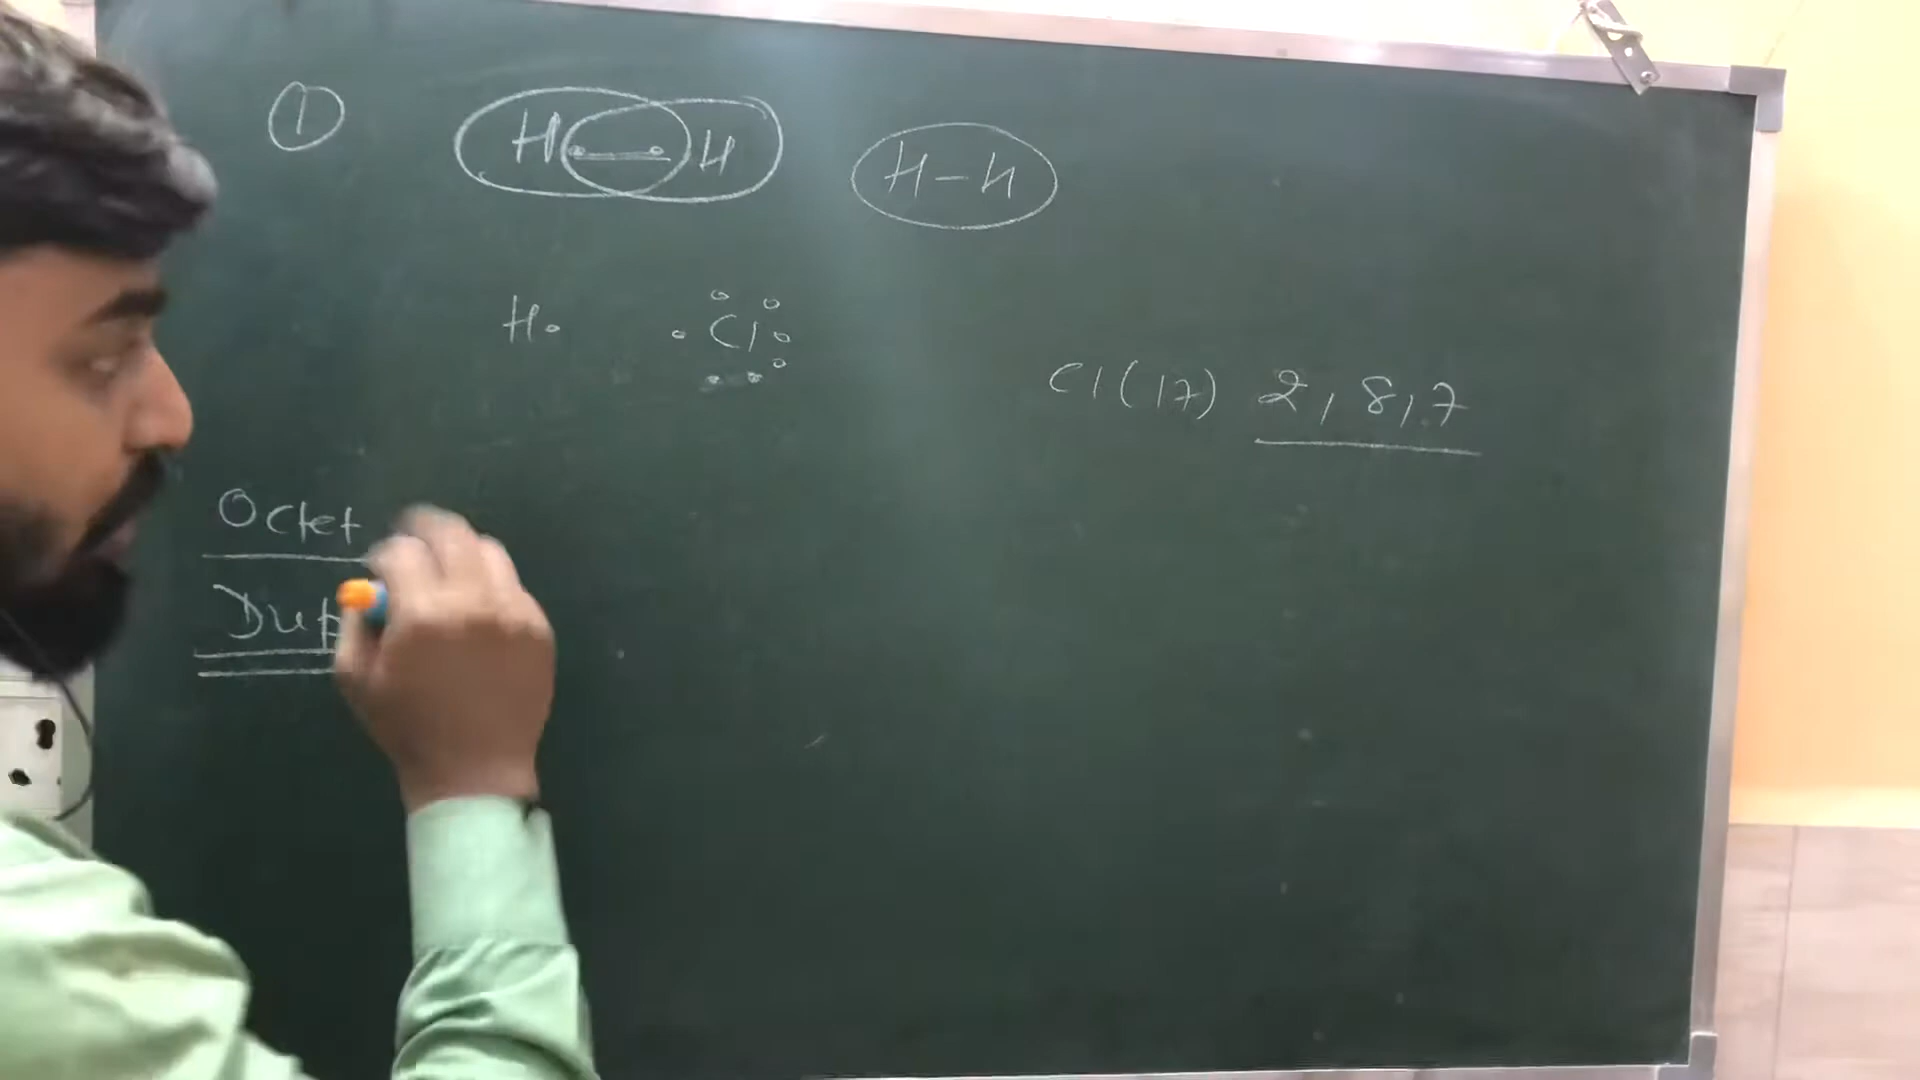 ①
H H
H-H
H. Cl
Cl(17) 2,8,7
Octet
Dup